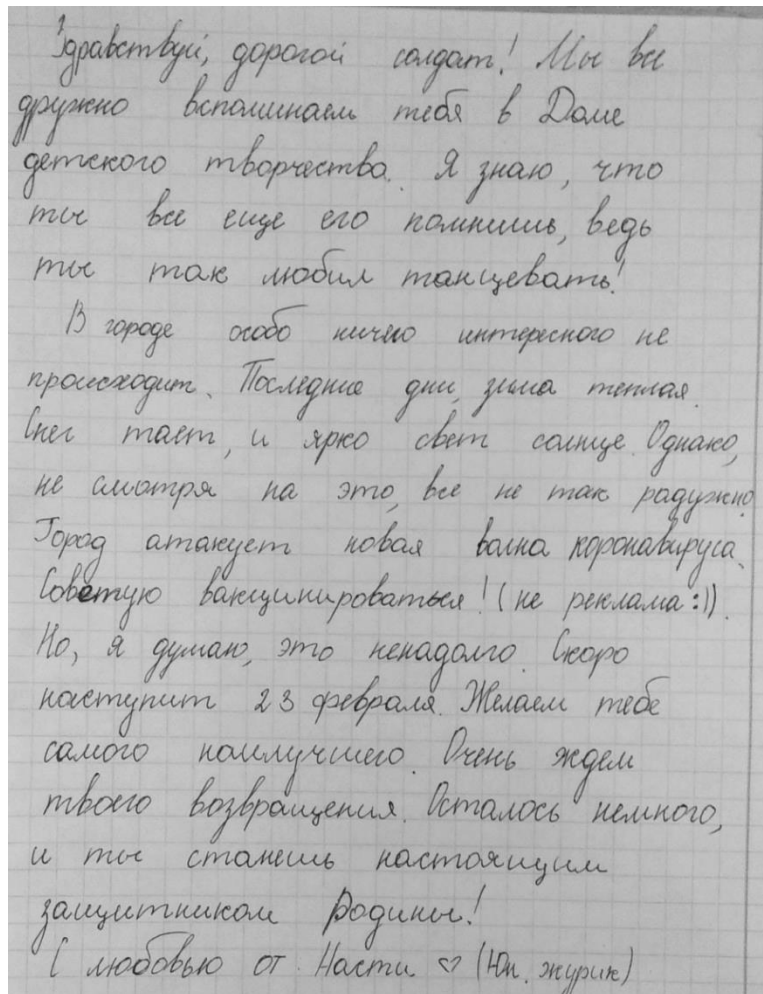 Здравствуй, дорогой солдат! Мы все
дружно вспоминаем тебя в Доме
детского творчества. Я знаю, что
ты все еще его помнишь, ведь
ты так любил танцевать!
В городе особо ничего интересного не
происходит. Последние дни, зима теплая.
Снег тает, и ярко свет солнце. Однако,
не смотря на это, все не так радужно.
Город атакует новая волна коронавируса.
Советую вакцинироваться! (не реклама :)).
Но, я думаю, это ненадолго. Скоро
наступит 23 февраля. Желаем тебе
самого наилучшего. Очень ждем
твоего возвращения. Осталось немного,
и ты станешь настоящим
защитником Родины!
С любовью от Насти ♡ (Юн. журик)